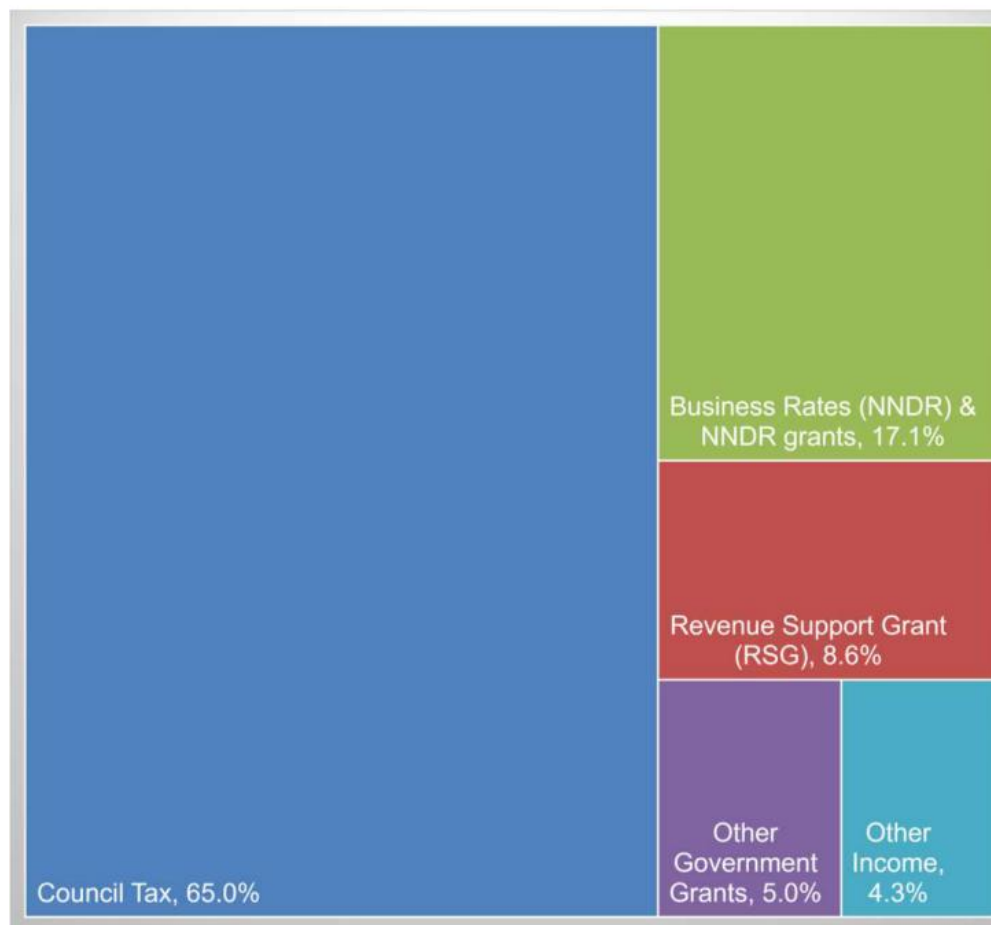 Business Rates (NNDR) &
NNDR grants, 17.1%
Revenue Support Grant
(RSG), 8.6%
Council Tax, 65.0%
Other
Government
Grants, 5.0%
Other
Income,
4.3%